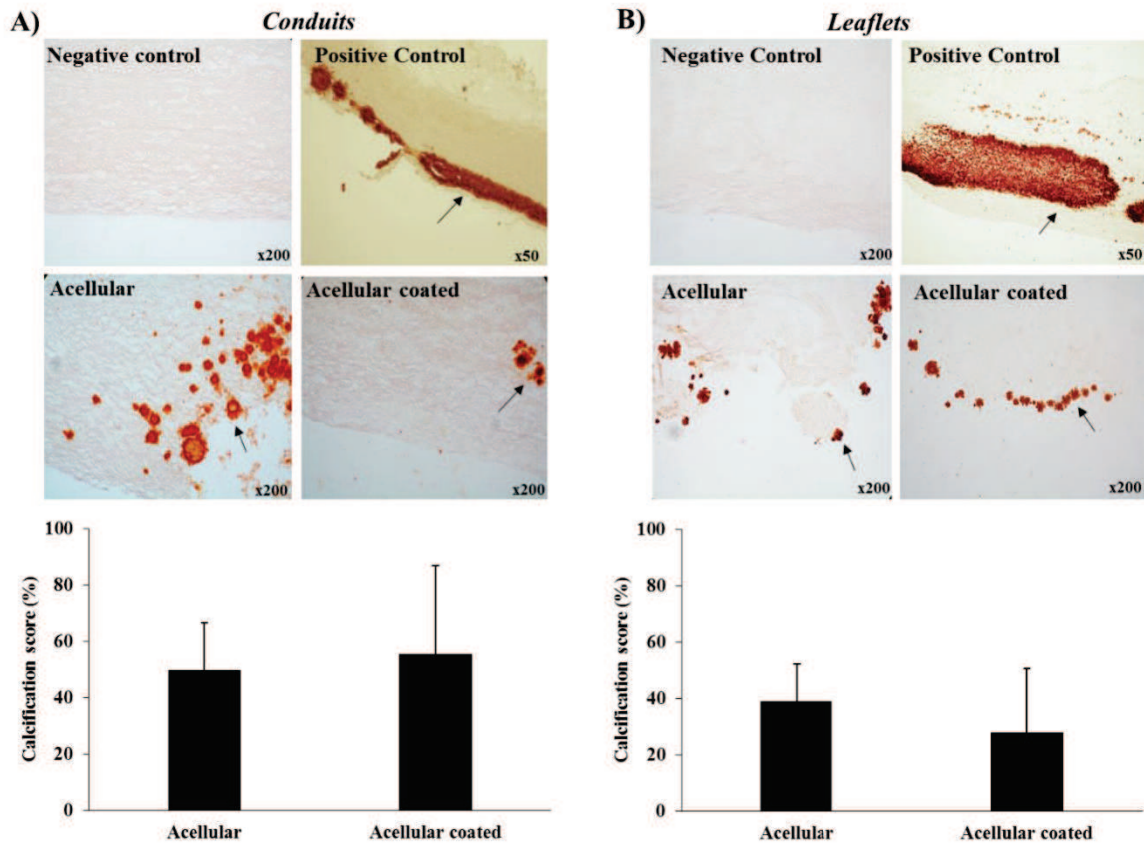 A)
Conduits
Negative control
x200
Positive Control
x50
Acellular
x200
Acellular coated
x200
Calcification score (%)
100
80
60
40
20
0
Acellular
Acellular coated
B)
Leaflets
Negative Control
x200
Positive Control
x50
Acellular
x200
Acellular coated
x200
Calcification score (%)
100
80
60
40
20
0
Acellular
Acellular coated